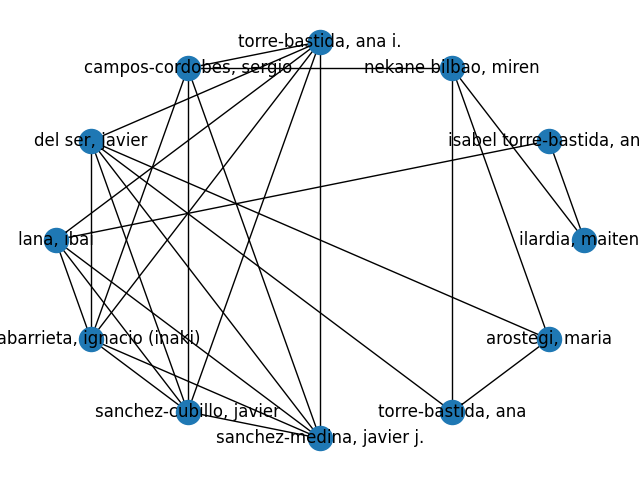 torre-bastida, ana i.
campos-cordobes, sergio
nekane bilbao, miren
del ser, javier
isabel torre-bastida, an
lana, ibai
ilardia, maiten
abarrieta, ignacio (inaki)
arostegi, maria
sanchez-cubillo, javier
torre-bastida, ana
sanchez-medina, javier j.